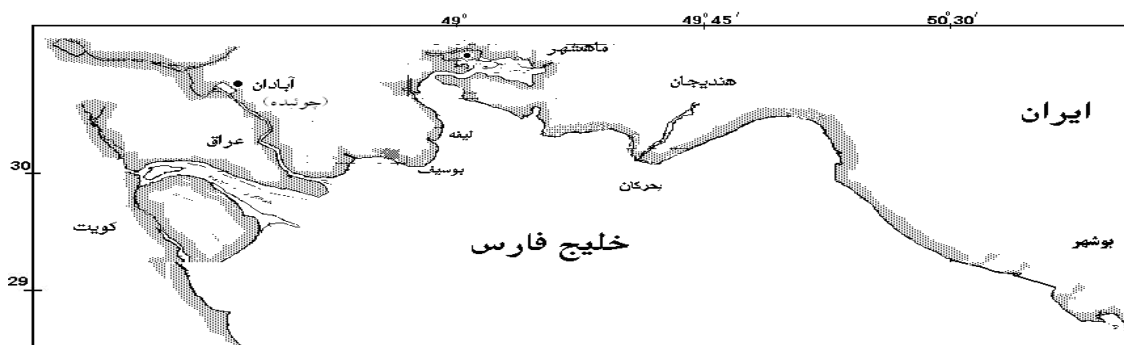 49° 49°45′ 50°30′
ماهشهر
هندیجان
آبادان
(جوئبده)
ایران
لیفه
عراق
30
بوسیف
بحرکان
کویت
خلیج فارس
بوشهر
29